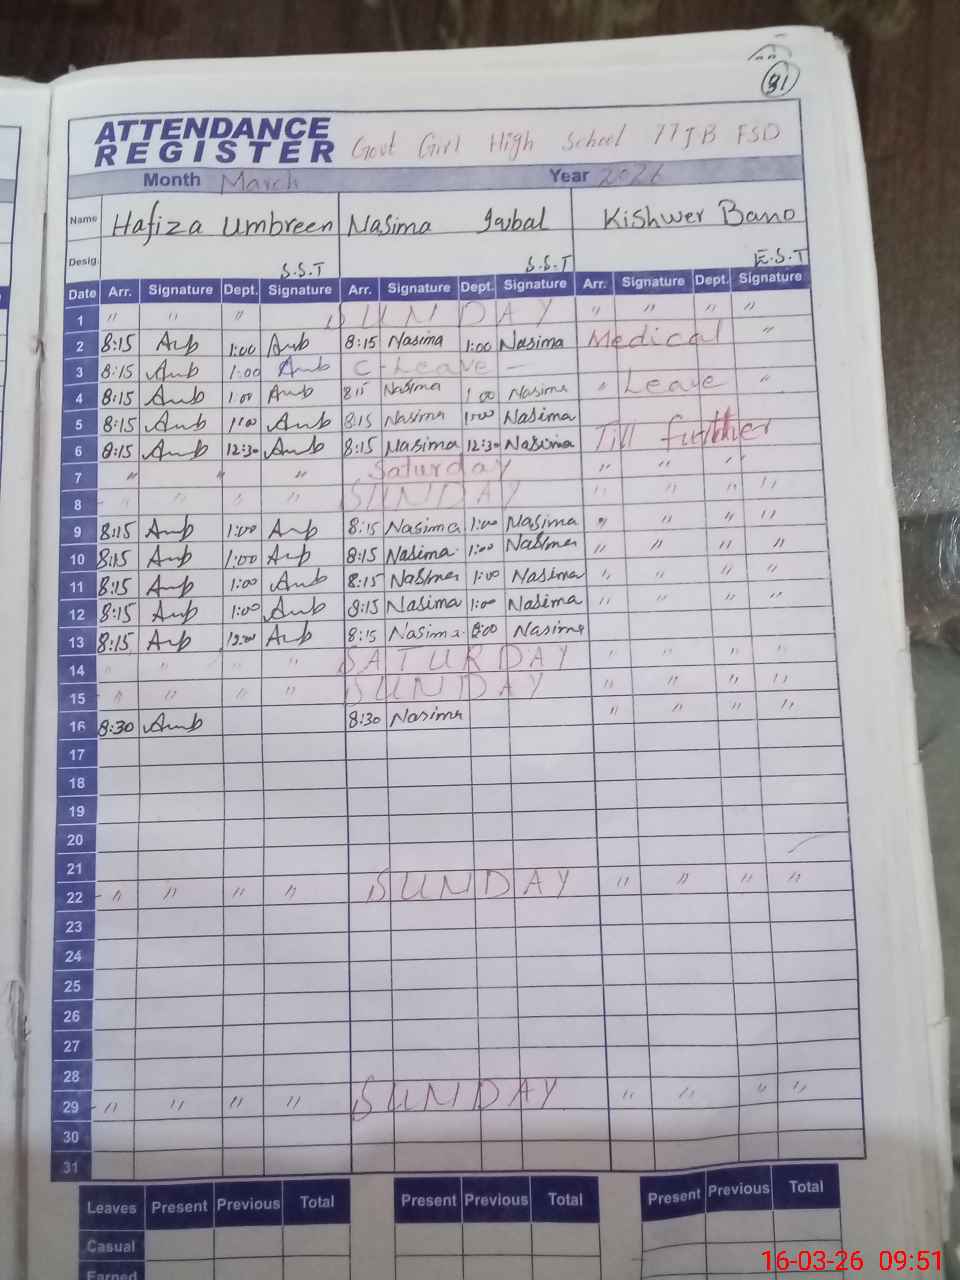 31
ATTENDANCE
REGISTER Govt Girl High School 77JB FSD
Month March Year 2026
Name Hafiza Umbreen Nasima Iqbal Kishwer Bano
Desig. S.S.T S.S.T E.S.T
Date Arr. Signature Dept. Signature Arr. Signature Dept. Signature Arr. Signature Dept. Signature
1 " " " SUNDAY " " " "
2 8:15 Amb 1:00 Amb 8:15 Nasima 1:00 Nasima Medical "
3 8:15 Amb 1:00 Amb C-Leave –
4 8:15 Amb 1:00 Amb 8:15 Nasima 1:00 Nasima " Leave "
5 8:15 Amb 1:00 Amb 8:15 Nasima 1:00 Nasima
6 8:15 Amb 12:30 Amb 8:15 Nasima 12:30 Nasima Till further
7 " " " Saturday " " " "
8 " " " " SUNDAY " " " "
9 8:15 Amb 1:00 Amb 8:15 Nasima 1:00 Nasima " " " "
10 8:15 Amb 1:00 Amb 8:15 Nasima 1:00 Nasima " " " "
11 8:15 Amb 1:00 Amb 8:15 Nasima 1:00 Nasima " " " "
12 8:15 Amb 1:00 Amb 8:15 Nasima 1:00 Nasima " " " "
13 8:15 Amb 12:00 Amb 8:15 Nasima Nasima
14 " " " " SATURDAY " " " "
15 " " " " SUNDAY " " " "
16 8:30 Amb 8:30 Nasima " " " "
17
18
19
20
21
22 " " " " SUNDAY " " " "
23
24
25
26
27
28
29 " " " " SUNDAY " " " "
30
31
Leaves Present Previous Total Present Previous Total Present Previous Total
Casual
Earned
16-03-26 09:51